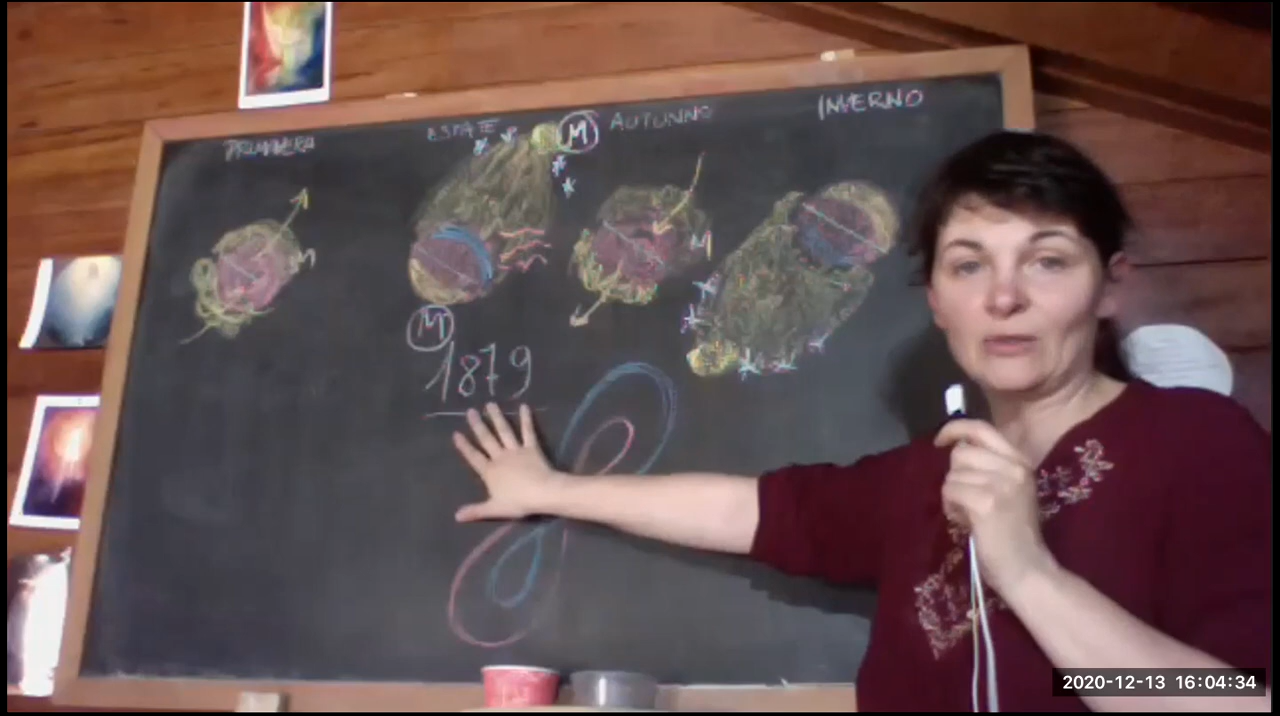 PRIMAVERA
ESTATE
M
AUTUNNO
INVERNO
M
M
M
1879
2020-12-13 16:04:34